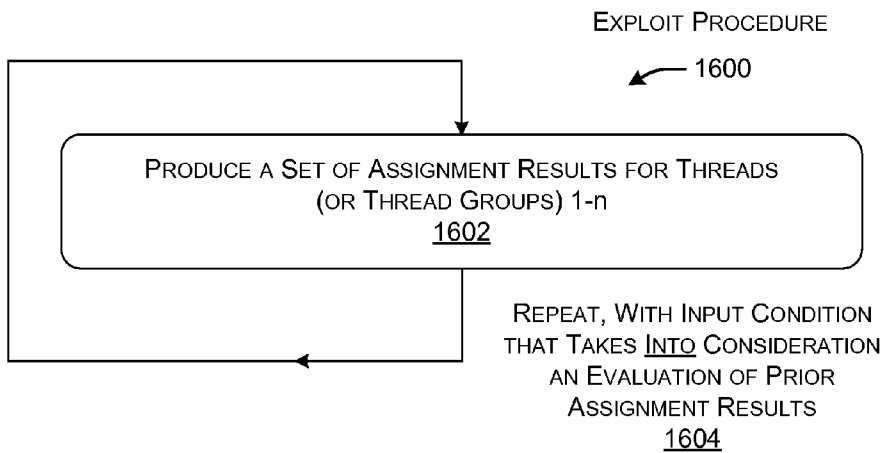 EXPLOIT PROCEDURE
1600
PRODUCE A SET OF ASSIGNMENT RESULTS FOR THREADS
(OR THREAD GROUPS) 1-n
1602
REPEAT, WITH INPUT CONDITION
THAT TAKES INTO CONSIDERATION
AN EVALUATION OF PRIOR
ASSIGNMENT RESULTS
1604